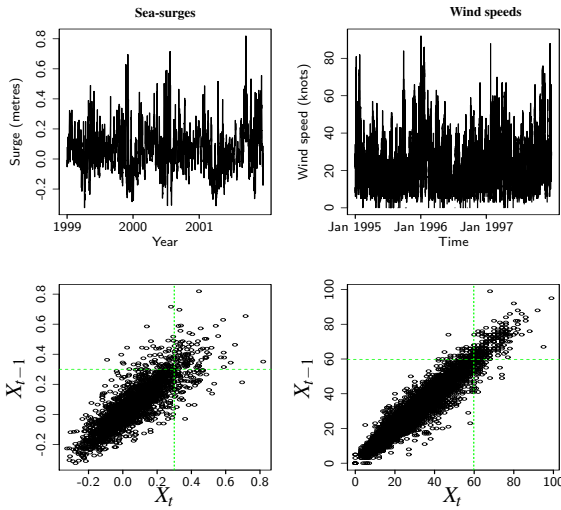 Sea-surges
Wind speeds
0.8
0.6
0.4
0.2
0.0
-0.2
Surge (metres)
1999 2000 2001
Year
80
60
40
20
0
Wind speed (knots)
Jan 1995 Jan 1996 Jan 1997
Time
0.8
0.6
0.4
0.2
0.0
-0.2
X_{t-1}
-0.2 0.0 0.2 0.4 0.6 0.8
X_t
100
80
60
40
20
0
X_{t-1}
0 20 40 60 80 100
X_t